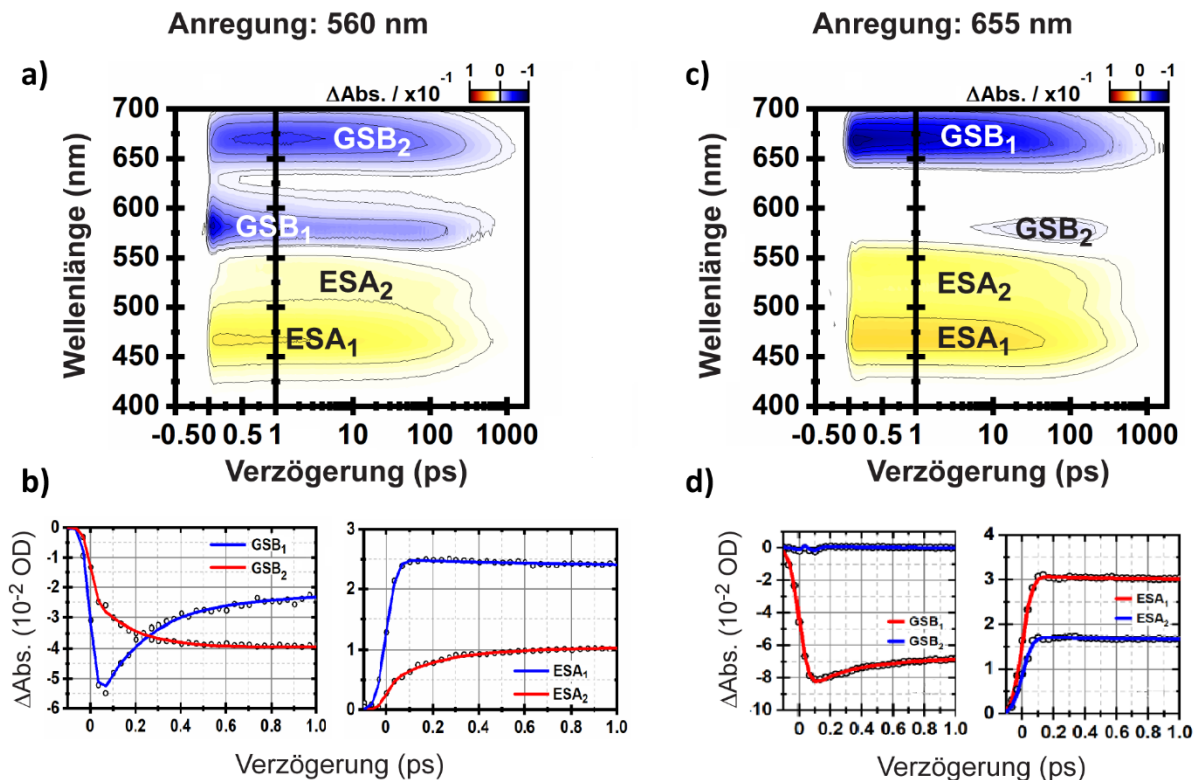 Anregung: 560 nm
Anregung: 655 nm
a)
1 0 -1
ΔAbs. / x10⁻¹
Wellenlänge (nm)
700
650
600
550
500
450
400
GSB₂
GSB₁
ESA₂
ESA₁
-0.50 0.5 1 10 100 1000
Verzögerung (ps)
c)
1 0 -1
ΔAbs. / x10⁻¹
Wellenlänge (nm)
700
650
600
550
500
450
400
GSB₁
GSB₂
ESA₂
ESA₁
-0.50 0.5 1 10 100 1000
Verzögerung (ps)
b)
ΔAbs. (10⁻² OD)
0
-1
-2
-3
-4
-5
-6
GSB₁
GSB₂
0 0.2 0.4 0.6 0.8 1.0
3
2
1
0
ESA₁
ESA₂
0 0.2 0.4 0.6 0.8 1.0
Verzögerung (ps)
d)
ΔAbs. (10⁻² OD)
0
-2
-4
-6
-8
-10
GSB₁
GSB
0 0.2 0.4 0.6 0.8 1.0
4
3
2
1
0
ESA₁
ESA₂
0 0.2 0.4 0.6 0.8 1.0
Verzögerung (ps)